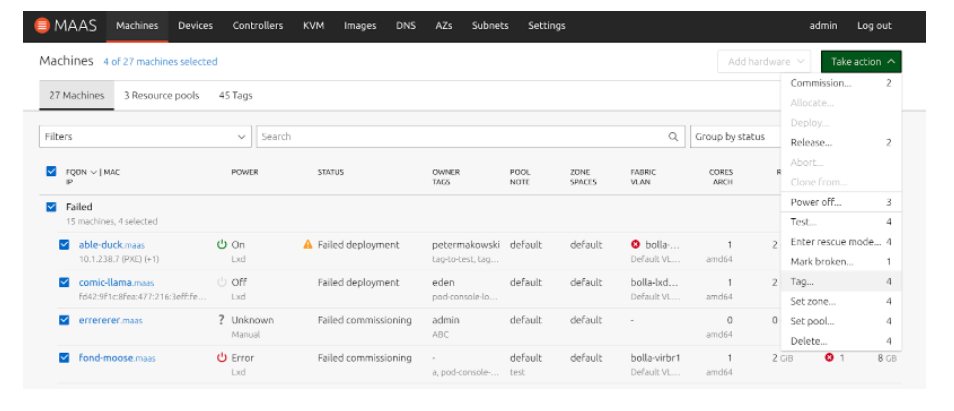 MAAS Machines Devices Controllers KVM Images DNS AZs Subnets Settings admin Log out
Machines 4 of 27 machines selected Add hardware Take action
27 Machines 3 Resource pools 45 Tags
Commission... 2
Allocate...
Deploy...
Release... 2
Abort...
Clone from...
Power off... 3
Test... 4
Enter rescue mode... 4
Mark broken... 1
Tag... 4
Set zone... 4
Set pool... 4
Delete... 4
Filters Search Group by status
FQDN | MAC POWER STATUS OWNER POOL ZONE FABRIC CORES R
IP TAGS NOTE SPACES VLAN ARCH
Failed
15 machines, 4 selected
able-duck.maas On Failed deployment petermakowski default default bolla-... 1 2
10.1.238.7 (PXE) (+1) Lxd tag-to-test, tag... Default VL... amd64
comic-llama.maas Off Failed deployment eden default default bolla-lxd... 1 2
fd42:9f1c:8fea:477:216:3eff:fe... Lxd pod-console-lo... Default VL... amd64
errererer.maas ? Unknown Failed commissioning admin default default - 0 0
Manual ABC amd64
fond-moose.maas Error Failed commissioning - default default bolla-virbr1 1 2 GiB 1 8 GB
Lxd a, pod-console-... test Default VL... amd64